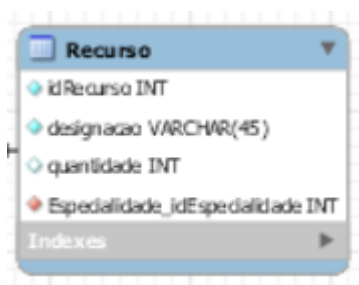 Recurso
idRecurso INT
designacao VARCHAR(45)
quantidade INT
Especialidade_idEspecialidade INT
Indexes